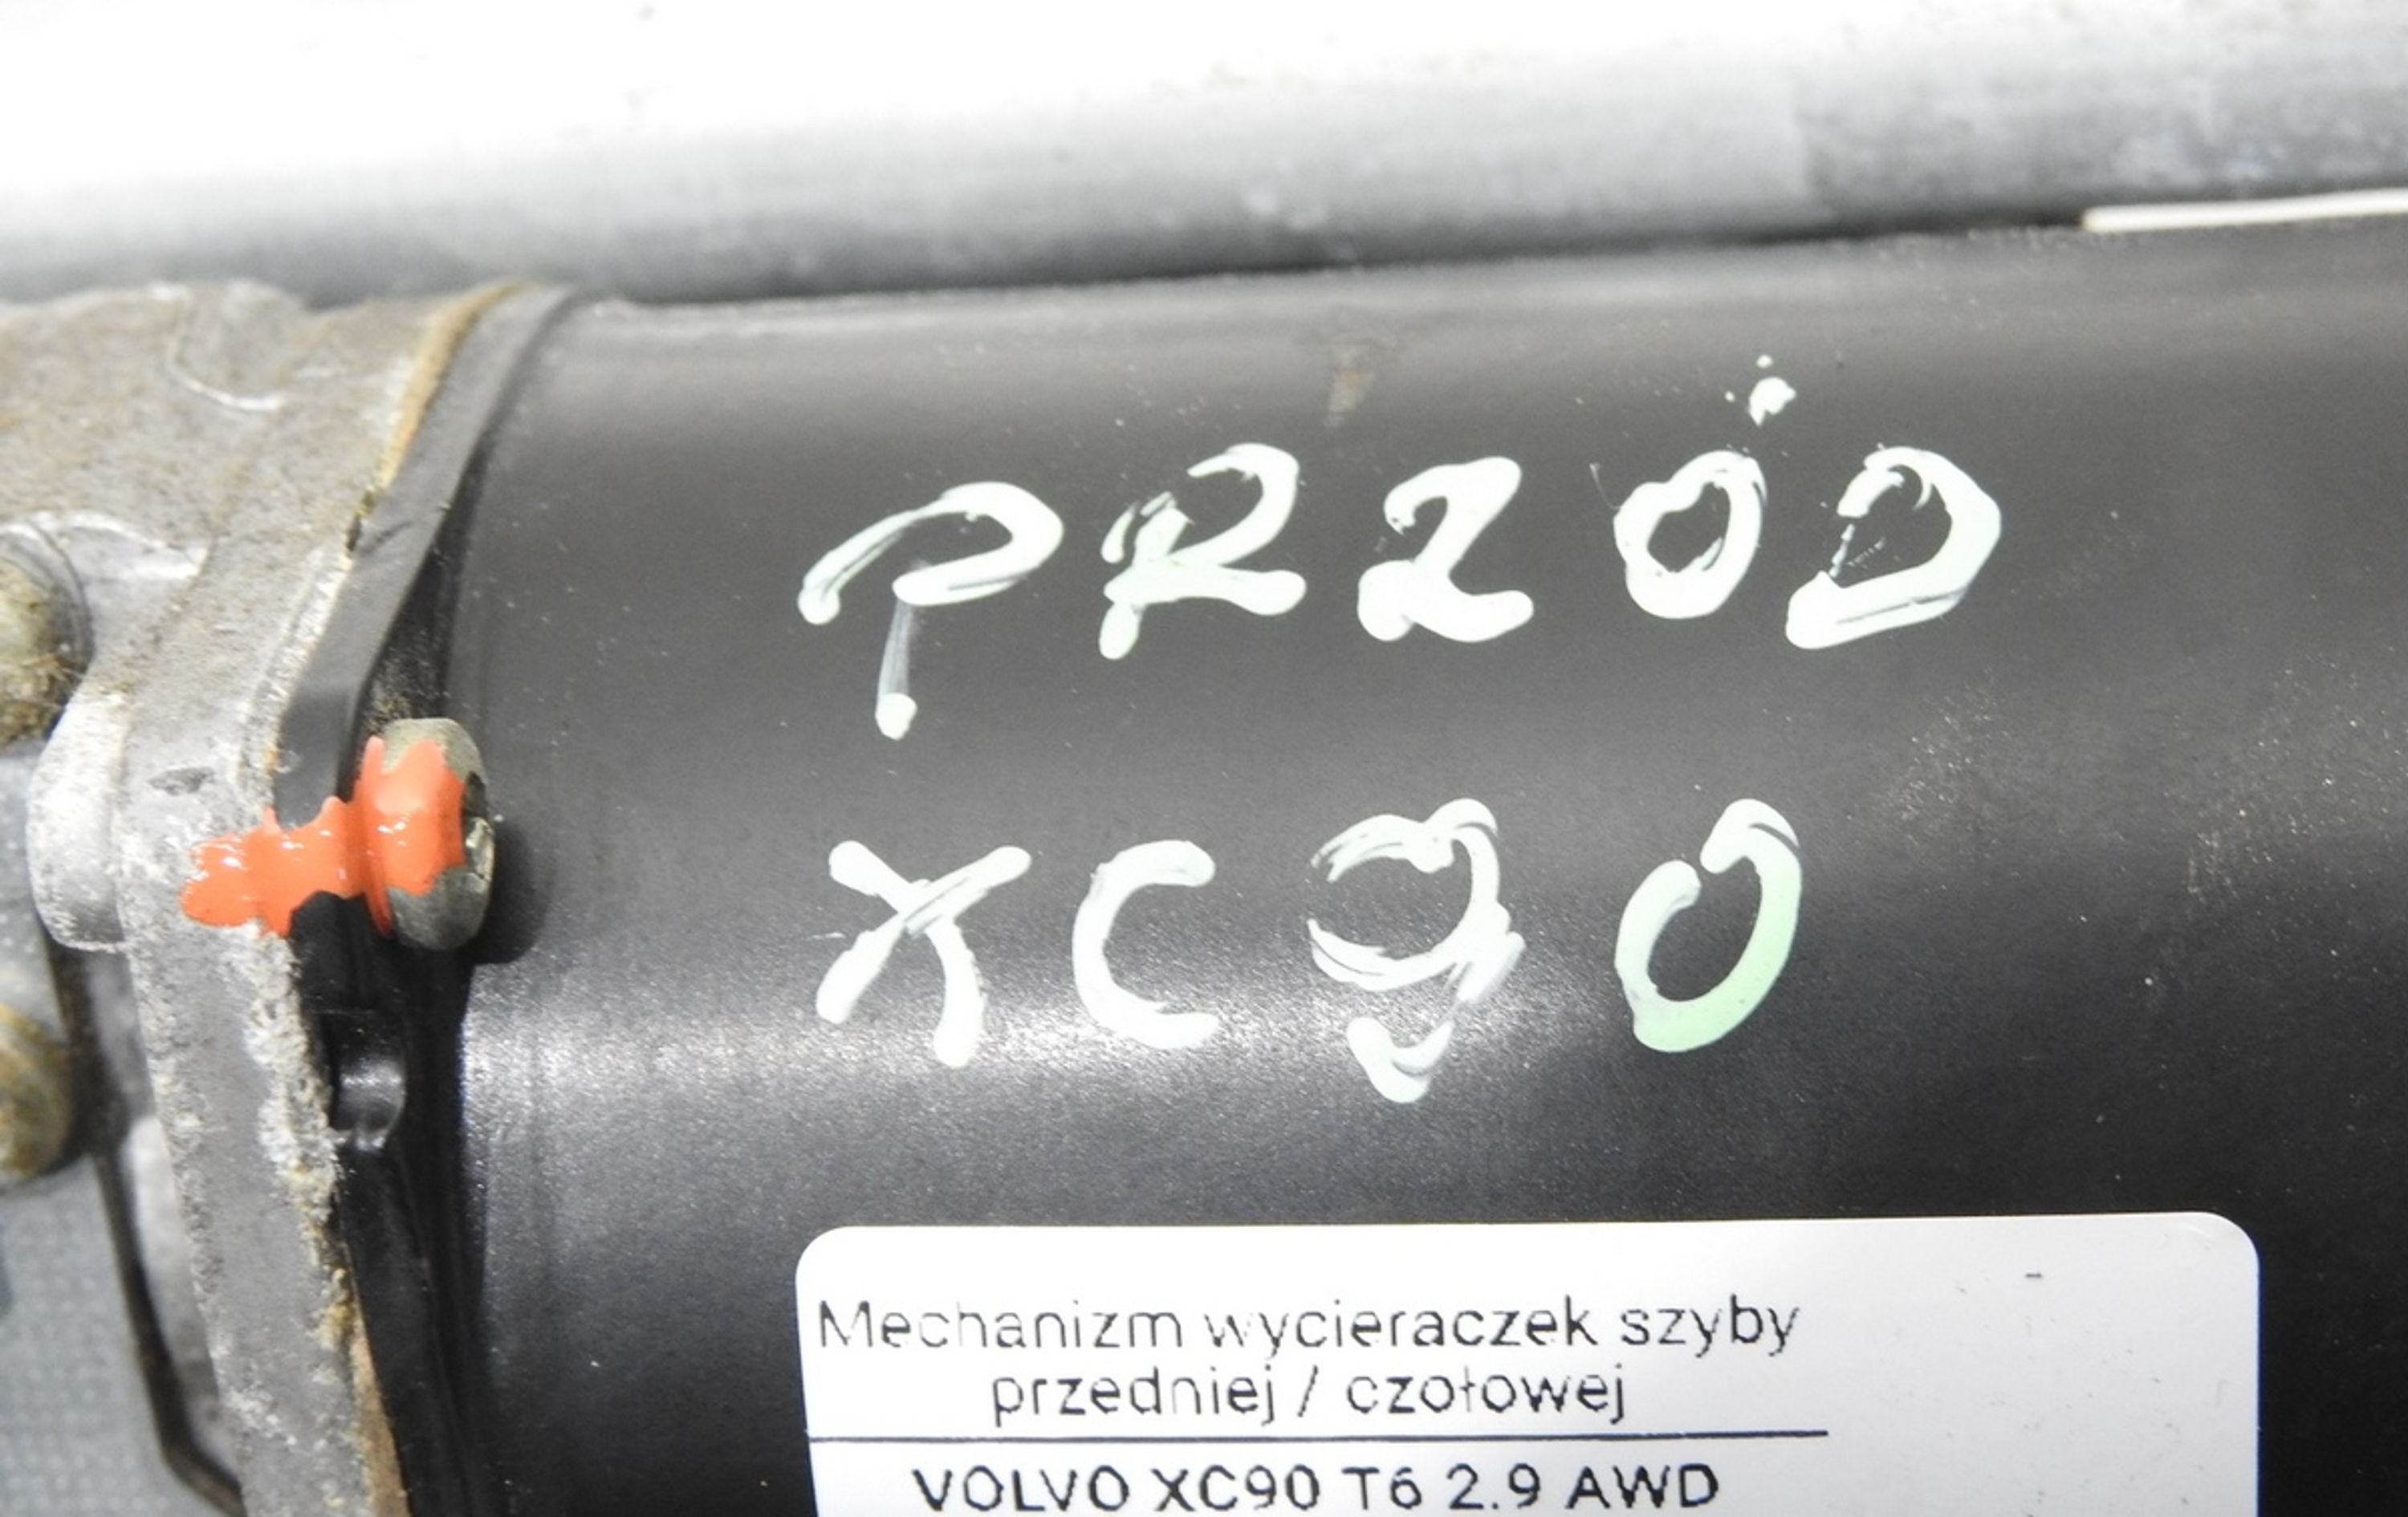 PRZÓD
XC90
Mechanizm wycieraczek szyby
przedniej / czołowej
VOLVO XC90 T6 2.9 AWD